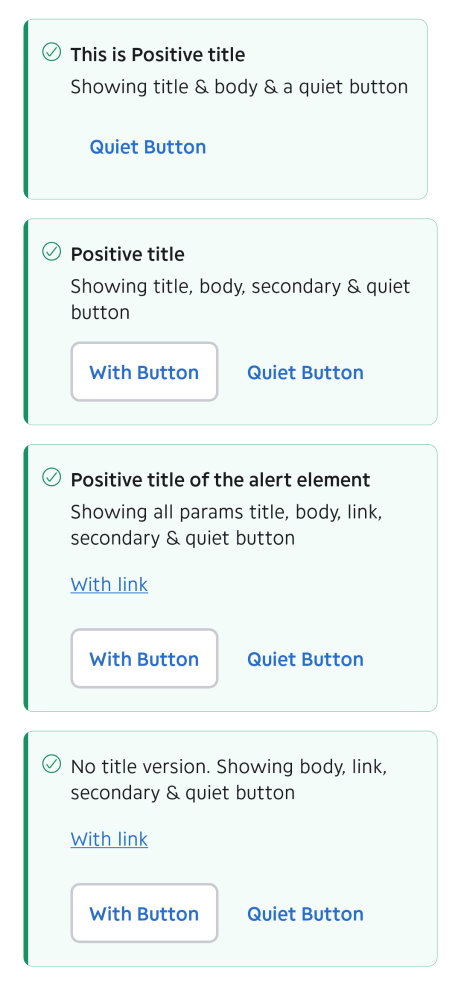 This is Positive title
Showing title & body & a quiet button
Quiet Button
Positive title
Showing title, body, secondary & quiet
button
With Button
Quiet Button
Positive title of the alert element
Showing all params title, body, link,
secondary & quiet button
With link
With Button
Quiet Button
No title version. Showing body, link,
secondary & quiet button
With link
With Button
Quiet Button